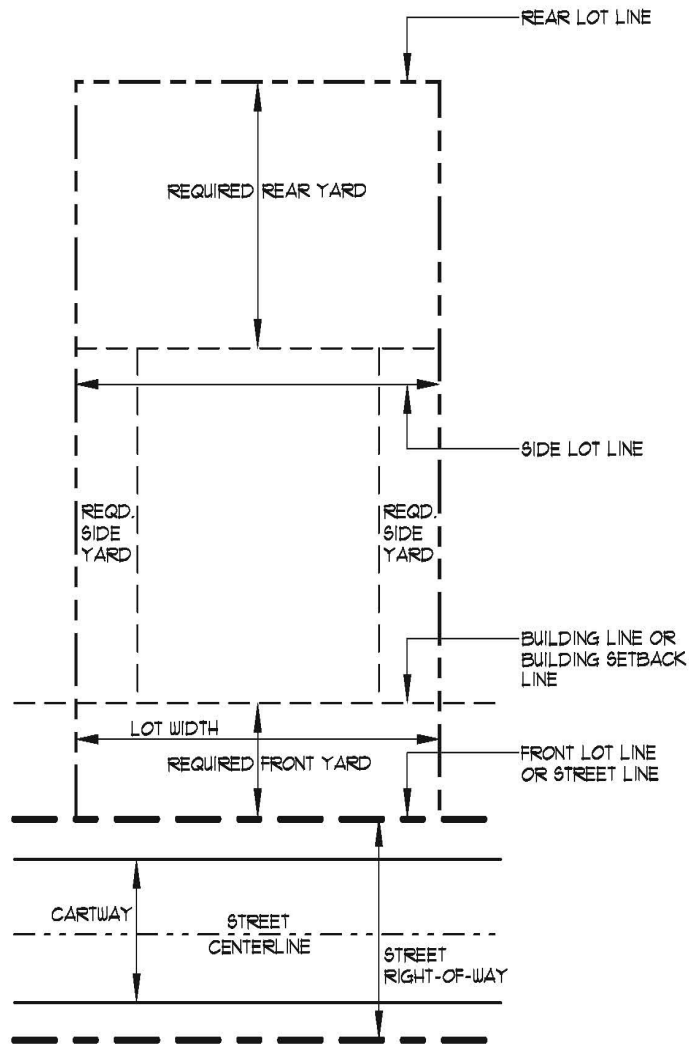 REAR LOT LINE
REQUIRED REAR YARD
SIDE LOT LINE
REQD.
SIDE
YARD
REQD.
SIDE
YARD
BUILDING LINE OR
BUILDING SETBACK
LINE
LOT WIDTH
REQUIRED FRONT YARD
FRONT LOT LINE
OR STREET LINE
CARTWAY
STREET
CENTERLINE
STREET
RIGHT-OF-WAY